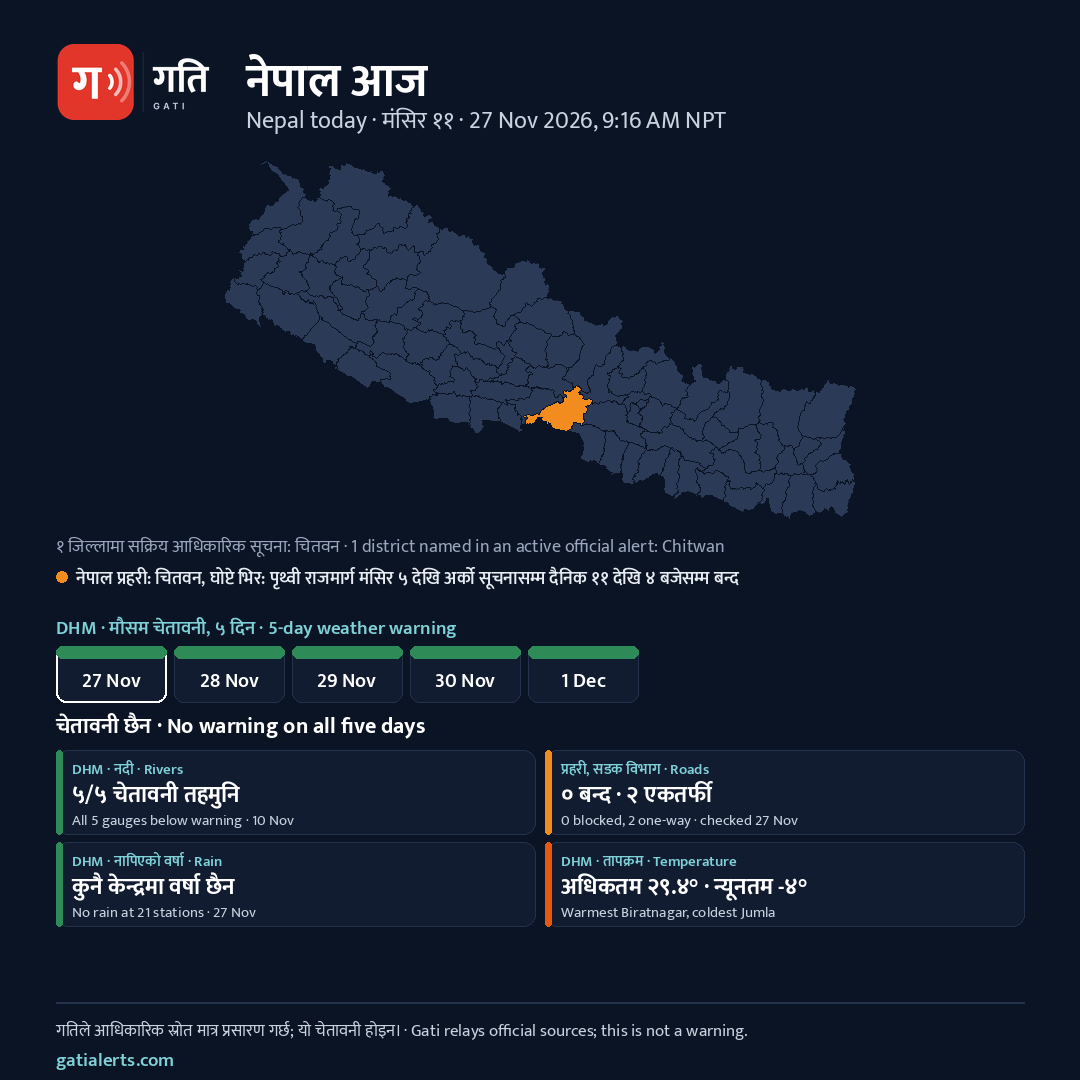 ग
गति
GATI
नेपाल आज
Nepal today · मंसिर ११ · 27 Nov 2026, 9:16 AM NPT
१ जिल्लामा सक्रिय आधिकारिक सूचना: चितवन · 1 district named in an active official alert: Chitwan
नेपाल प्रहरी: चितवन, घोप्टे भिर: पृथ्वी राजमार्ग मंसिर ५ देखि अर्को सूचनासम्म दैनिक ११ देखि ४ बजेसम्म बन्द
DHM · मौसम चेतावनी, ५ दिन · 5-day weather warning
27 Nov
28 Nov
29 Nov
30 Nov
1 Dec
चेतावनी छैन · No warning on all five days
DHM · नदी · Rivers
५/५ चेतावनी तहमुनि
All 5 gauges below warning · 10 Nov
प्रहरी, सडक विभाग · Roads
० बन्द · २ एकतर्फी
0 blocked, 2 one-way · checked 27 Nov
DHM · नापिएको वर्षा · Rain
कुनै केन्द्रमा वर्षा छैन
No rain at 21 stations · 27 Nov
DHM · तापक्रम · Temperature
अधिकतम २९.४° · न्यूनतम -४°
Warmest Biratnagar, coldest Jumla
गतिले आधिकारिक स्रोत मात्र प्रसारण गर्छ; यो चेतावनी होइन। · Gati relays official sources; this is not a warning.
gatialerts.com